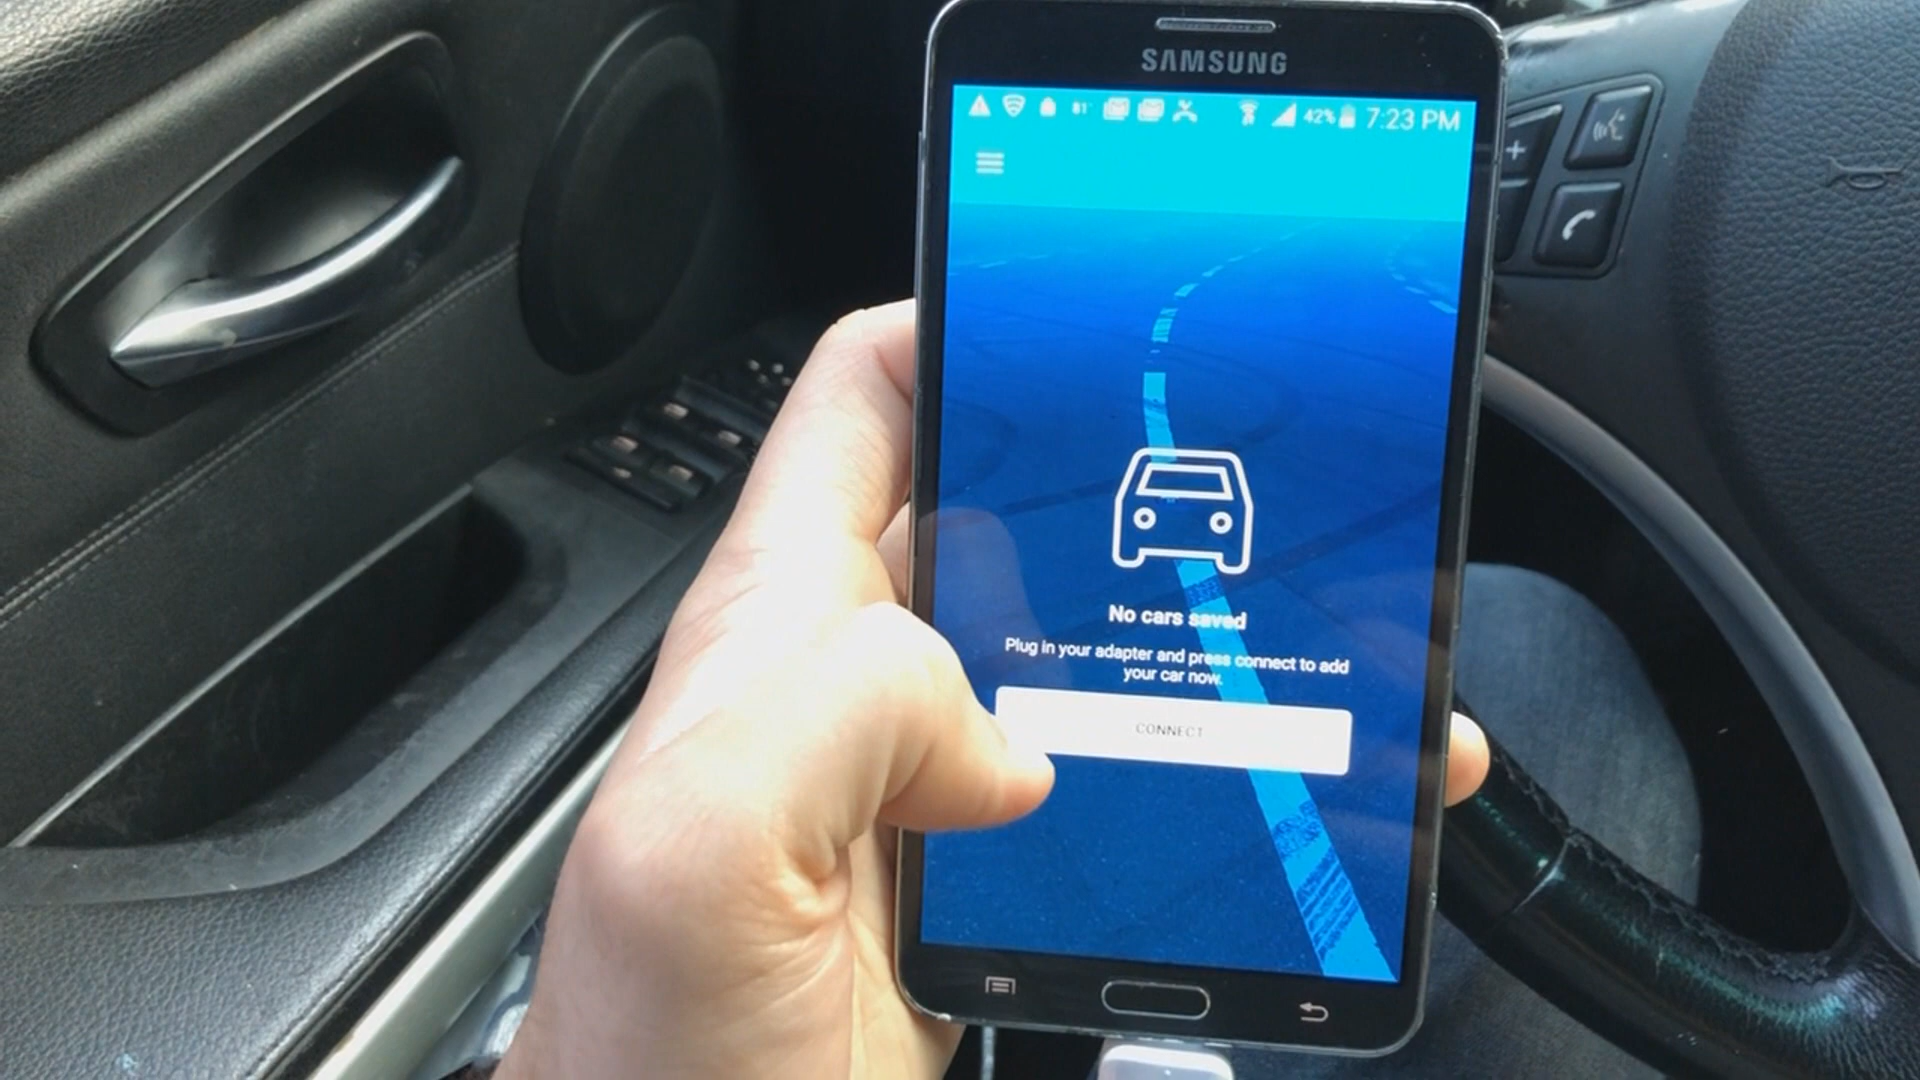 SAMSUNG
81° 42% 7:23 PM
No cars saved
Plug in your adapter and press connect to add
your car now.
CONNECT
+